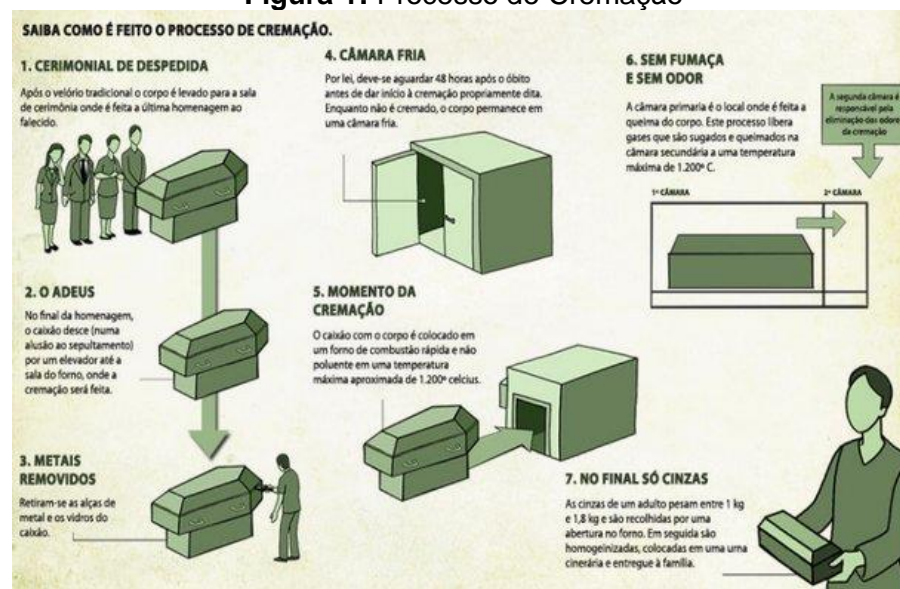 Figura 1: Processo de Cremação
SAIBA COMO É FEITO O PROCESSO DE CREMAÇÃO.
1. CERIMONIAL DE DESPEDIDA
Após o velório tradicional o corpo é levado para a sala
de cerimônia onde é feita a última homenagem ao
falecido.
2. O ADEUS
No final da homenagem,
o caixão desce (numa
alusão ao sepultamento)
por um elevador até a
sala do forno, onde a
cremação será feita.
3. METAIS
REMOVIDOS
Retiram-se as alças de
metal e os vidros do
caixão.
4. CÂMARA FRIA
Por lei, deve-se aguardar 48 horas após o óbito
antes de dar início à cremação propriamente dita.
Enquanto não é cremado, o corpo permanece em
uma câmara fria.
5. MOMENTO DA
CREMAÇÃO
O caixão com o corpo é colocado em
um forno de combustão rápida e não
poluente em uma temperatura
máxima aproximada de 1.200º celcius.
6. SEM FUMAÇA
E SEM ODOR
A câmara primaria é o local onde é feita a
queima do corpo. Este processo libera
gases que são sugados e queimados na
câmara secundária a uma temperatura
máxima de 1.200º C.
A segunda câmara é
responsável pela
eliminação dos odores
da cremação
1ª CÂMARA
2ª CÂMARA
7. NO FINAL SÓ CINZAS
As cinzas de um adulto pesam entre 1 kg
e 1,8 kg e são recolhidas por uma
abertura no forno. Em seguida são
homogeinizadas, colocadas em uma urna
cinerária e entregue à família.